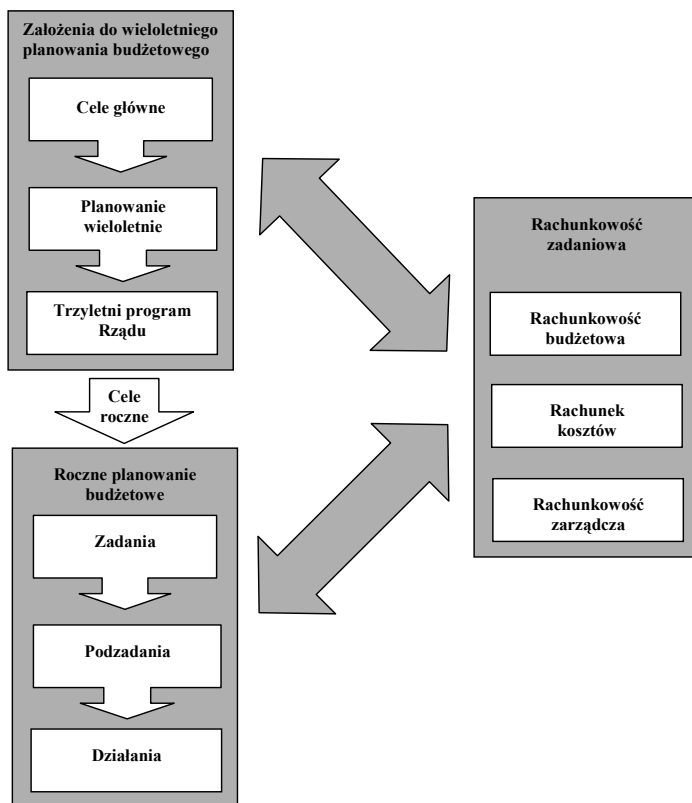 Założenia do wieloletniego
planowania budżetowego
Cele główne
Planowanie
wieloletnie
Trzyletni program
Rządu
Cele
roczne
Roczne planowanie
budżetowe
Zadania
Podzadania
Działania
Rachunkowość
zadaniowa
Rachunkowość
budżetowa
Rachunek
kosztów
Rachunkowość
zarządcza